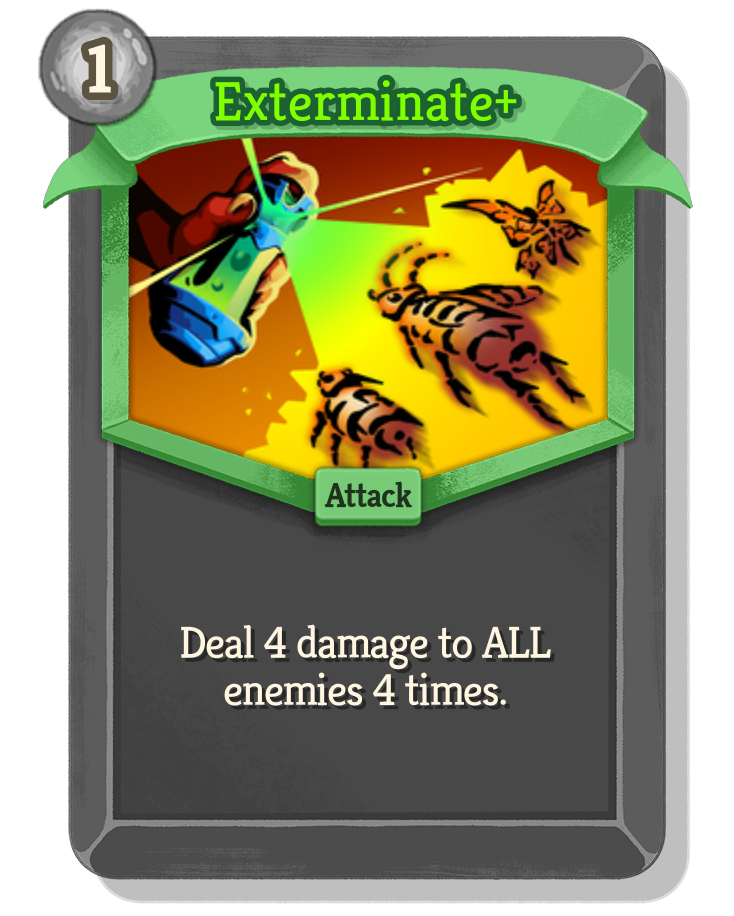 1
Exterminate+
Attack
Deal 4 damage to ALL
enemies 4 times.